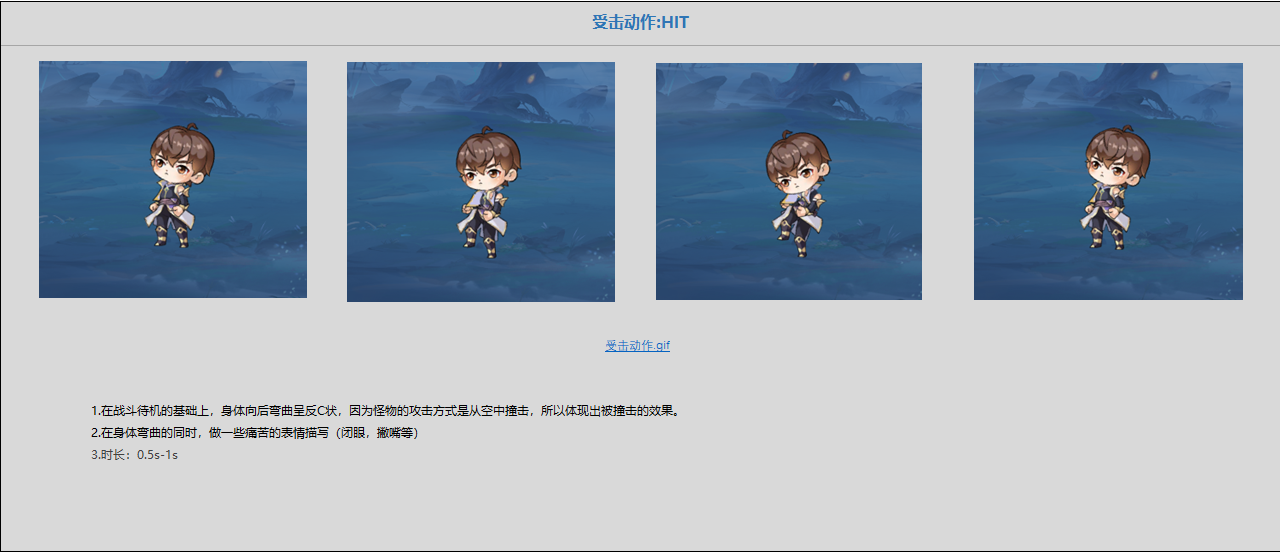 受击动作:HIT
受击动作.gif
1.在战斗待机的基础上，身体向后弯曲呈反C状，因为怪物的攻击方式是从空中撞击，所以体现出被撞击的效果。
2.在身体弯曲的同时，做一些痛苦的表情描写（闭眼，撇嘴等）
3.时长：0.5s-1s